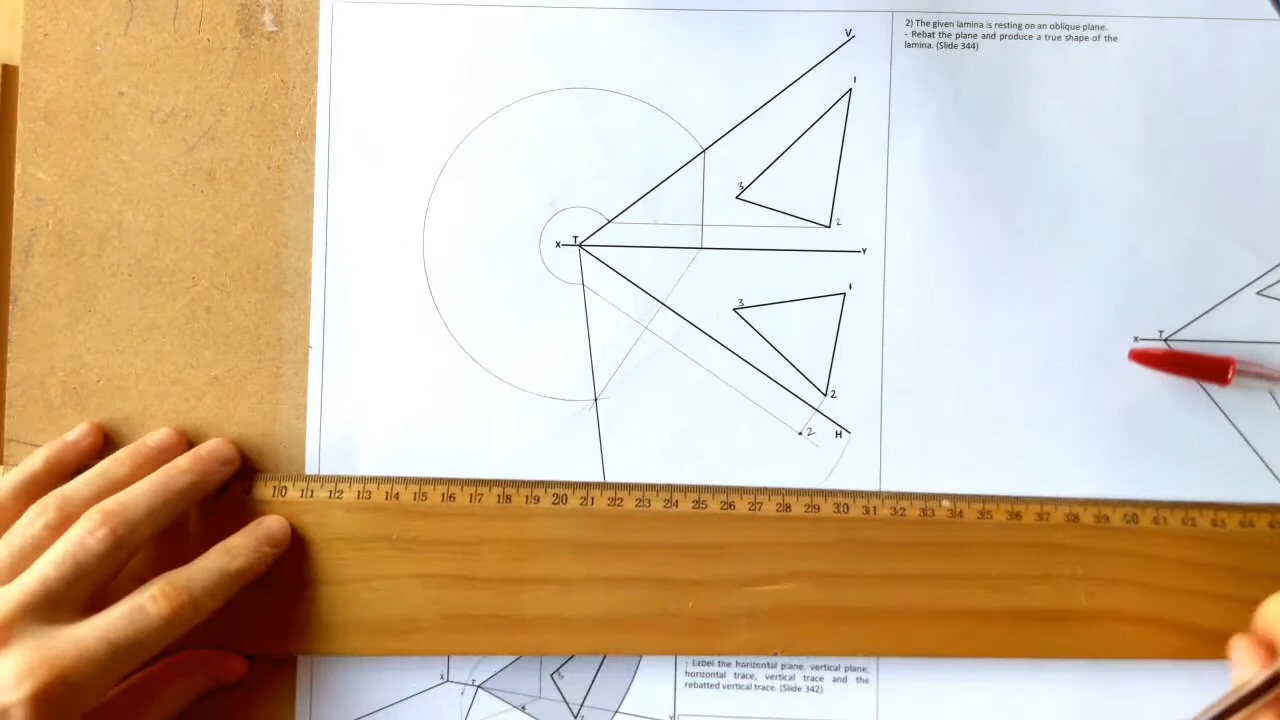 V
1
3
2
X
T
Y
3
1
2
2
H
2) The given lamina is resting on an oblique plane.
- Rebat the plane and produce a true shape of the
lamina. (Slide 344)
X
T
10 11 12 13 14 15 16 17 18 19 20 21 22 23 24 25 26 27 28 29 30 31 32 33 34 35 36 37 38 39 40 41 42 43 44
X
- Label the horizontal plane, vertical plane,
horizontal trace, vertical trace and the
rebatted vertical trace. (Slide 342)